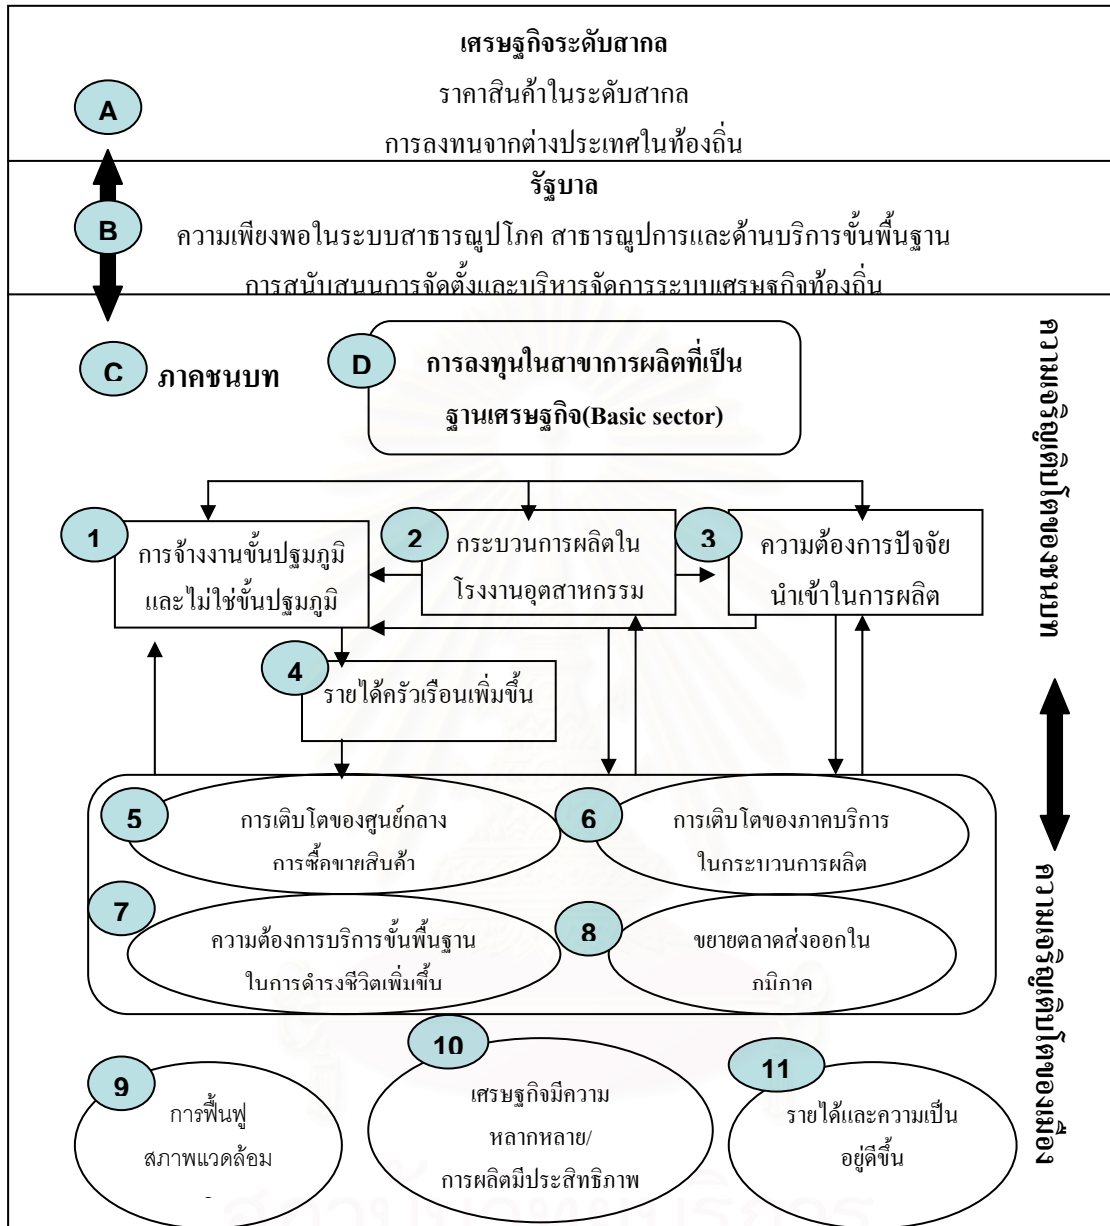 เศรษฐกิจระดับสากล
A
ราคาสินค้าในระดับสากล
การลงทนจากต่างประเทศในท้องถิ่น
รัฐบาล
B
ความเพียงพอในระบบสาธารณูปโภค สาธารณูปการและด้านบริการขั้นพื้นฐาน
การสนับสนนการจัดตั้งและบริหารจัดการระบบเศรษฐกิจท้องถิ่น
C
ภาคชนบท
D
การลงทุนในสาขาการผลิตที่เป็น
ฐานเศรษฐกิจ(Basic sector)
ความเจริญเติบโตของชนบท
1
การจ้างงานขั้นปฐมภูมิ
และไม่ใช่ขั้นปฐมภูมิ
2
กระบวนการผลิตใน
โรงงานอุตสาหกรรม
3
ความต้องการปัจจัย
นำเข้าในการผลิต
4
รายได้ครัวเรือนเพิ่มขึ้น
5
การเติบโตของศูนย์กลาง
การซื้อขายสินค้า
6
การเติบโตของภาคบริการ
ในกระบวนการผลิต
7
ความต้องการบริการขั้นพื้นฐาน
ในการดำรงชีวิตเพิ่มขึ้น
8
ขยายตลาดส่งออกใน
ภมิภาค
ความเจริญเติบโตของเมือง
9
การฟื้นฟู
สภาพแวดล้อม
10
เศรษฐกิจมีความ
หลากหลาย/
การผลิตมีประสิทธิภาพ
11
รายได้และความเป็น
อยู่ดีขึ้น
สถาบันวิทยบริการ